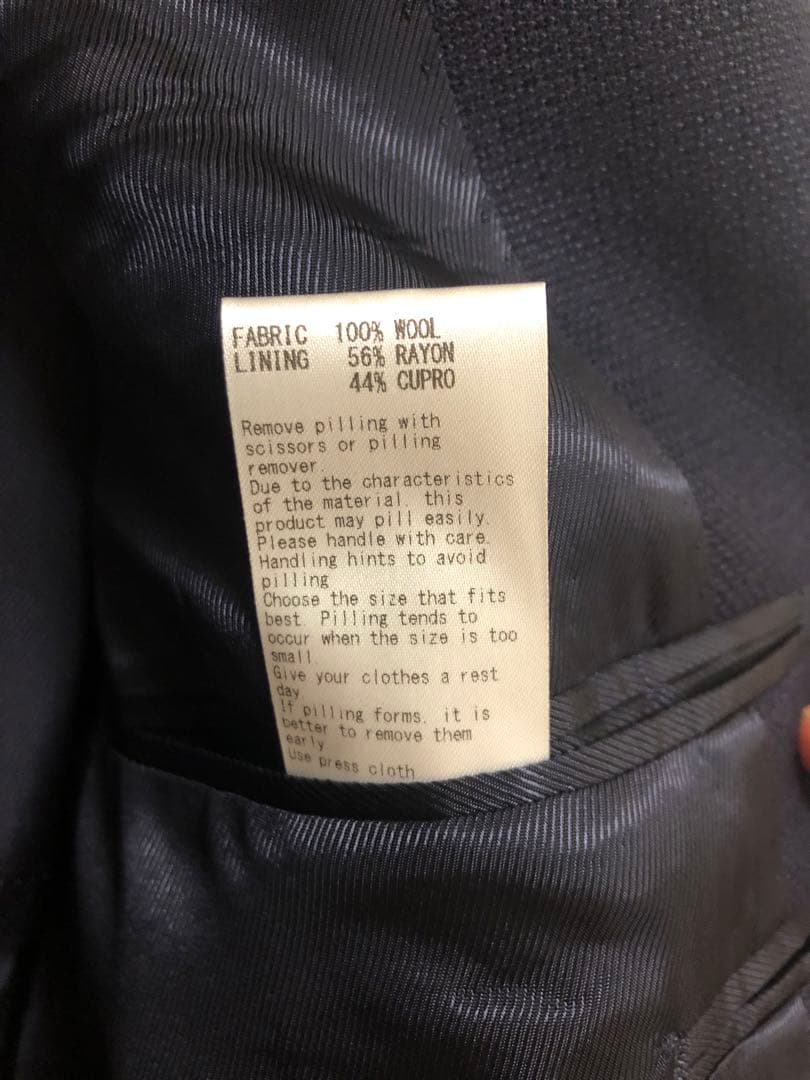 FABRIC 100% WOOL
LINING 56% RAYON
44% CUPRO
Remove pilling with
scissors or pilling
remover.
Due to the characteristics
of the material, this
product may pill easily.
Please handle with care.
Handling hints to avoid
pilling
Choose the size that fits
best. Pilling tends to
occur when the size is too
small.
Give your clothes a rest
day
If pilling forms, it is
better to remove them
early
Use press cloth